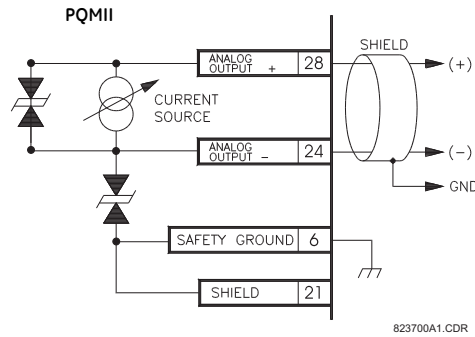 PQMII
SHIELD
ANALOG
OUTPUT + 28
(+)
CURRENT
SOURCE
ANALOG
OUTPUT – 24
(–)
GND
SAFETY GROUND 6
SHIELD 21
823700A1.CDR